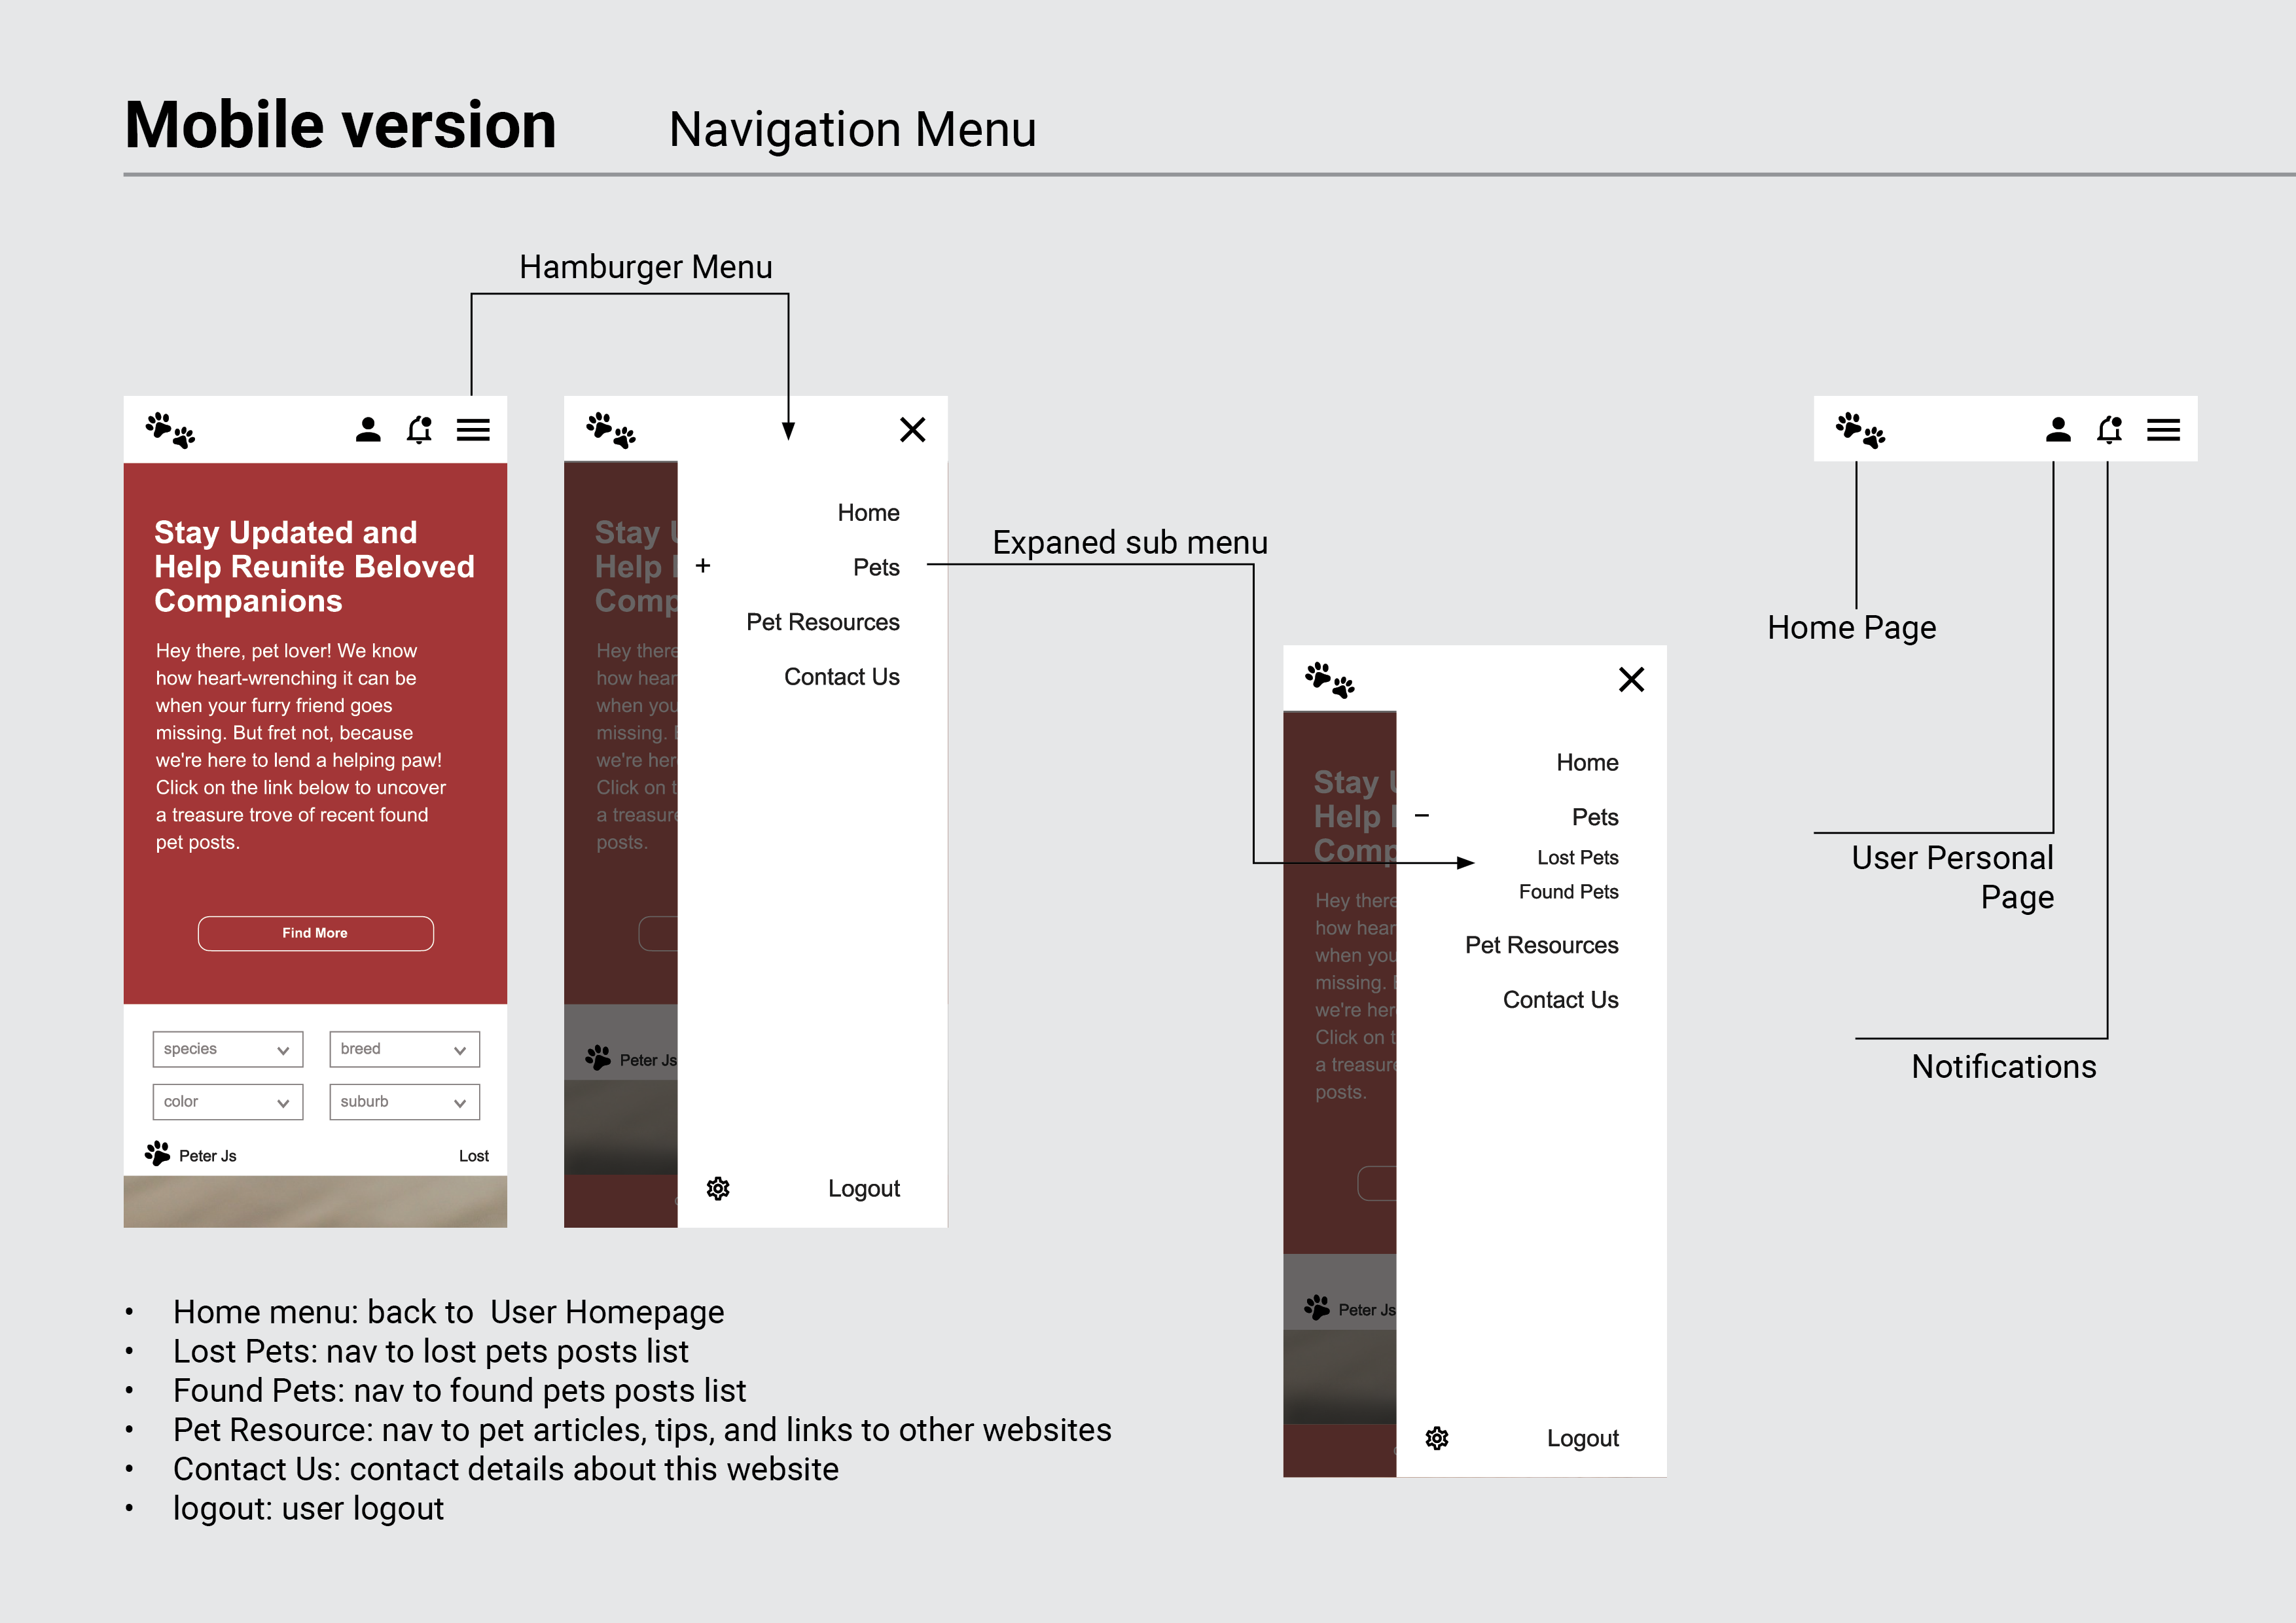 Mobile version
Navigation Menu
Hamburger Menu
Stay Updated and
Help Reunite Beloved
Companions
Hey there, pet lover! We know
how heart-wrenching it can be
when your furry friend goes
missing. But fret not, because
we're here to lend a helping paw!
Click on the link below to uncover
a treasure trove of recent found
pet posts.
Find More
species
breed
color
suburb
Peter Js
Lost
Stay
Help
Hey there
how hear
when you
missing.
we're her
Click on t
a treasure
posts.
Peter Js
Home
+ Pets
Pet Resources
Contact Us
Logout
Expaned sub menu
Stay
Help
Hey there
how hear
when you
missing.
we're her
Click on t
a treasure
posts.
Peter Js
Home
− Pets
Lost Pets
Found Pets
Pet Resources
Contact Us
Logout
Home Page
User Personal
Page
Notifications
• Home menu: back to  User Homepage
• Lost Pets: nav to lost pets posts list
• Found Pets: nav to found pets posts list
• Pet Resource: nav to pet articles, tips, and links to other websites
• Contact Us: contact details about this website
• logout: user logout